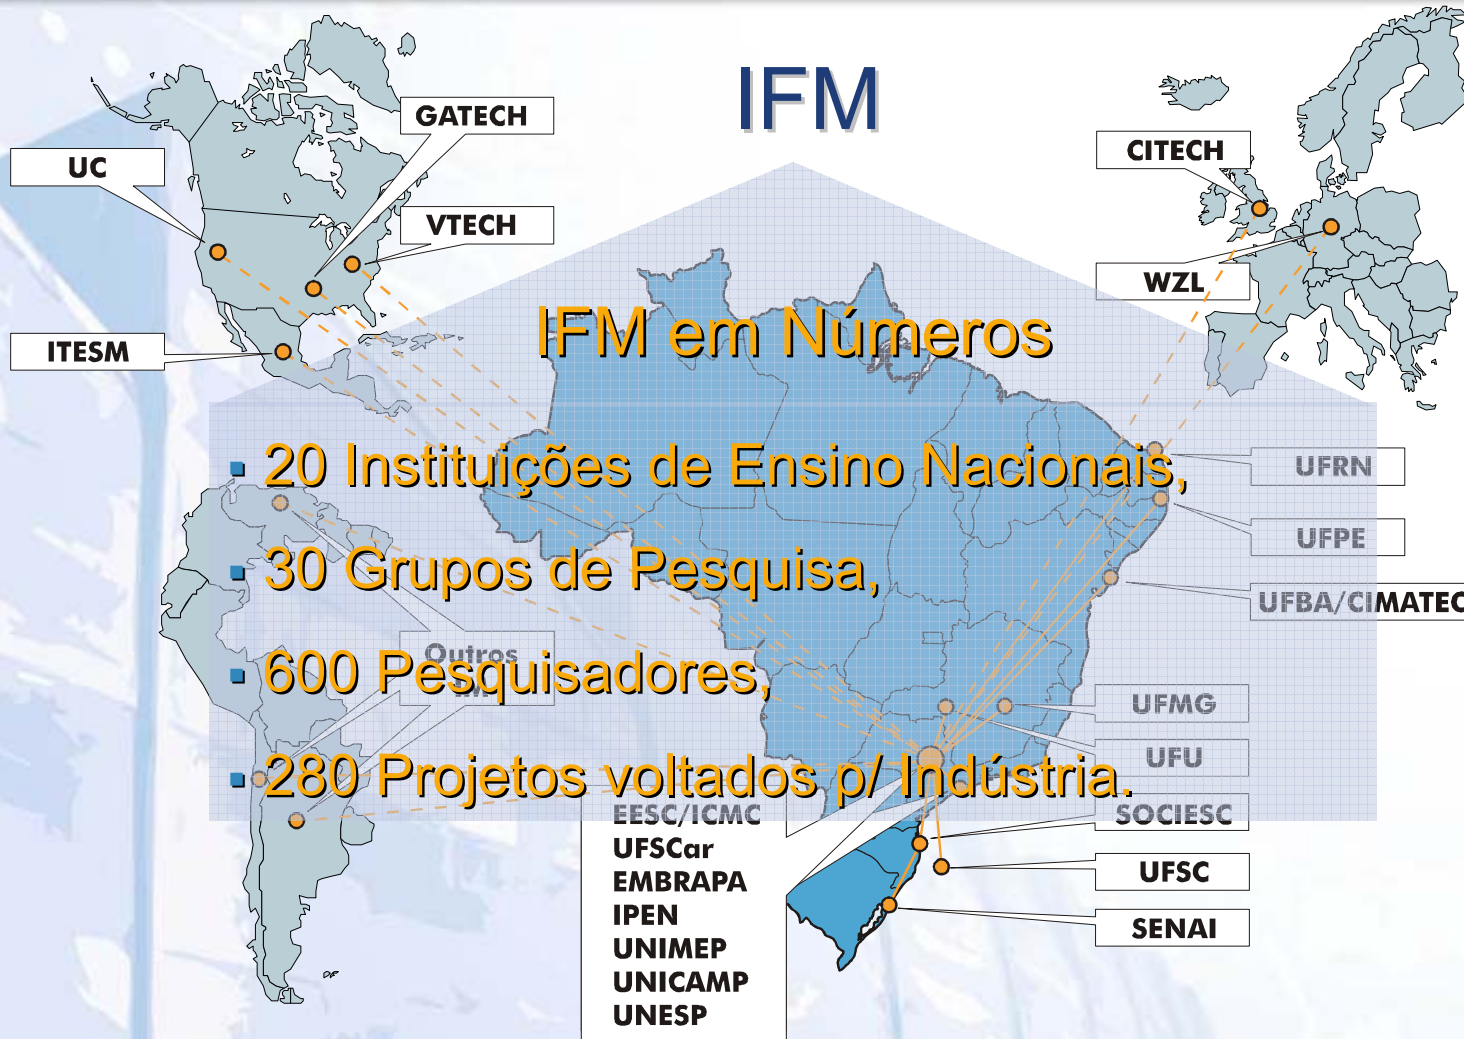 IFM
GATECH
UC
VTECH
ITESM
CITECH
WZL
IFM em Números
20 Instituições de Ensino Nacionais,
30 Grupos de Pesquisa,
600 Pesquisadores,
280 Projetos voltados p/ Indústria.
Outros
UFRN
UFPE
UFBA/CIMATEC
UFMG
UFU
SOCIESC
UFSC
SENAI
EESC/ICMC
UFSCar
EMBRAPA
IPEN
UNIMEP
UNICAMP
UNESP